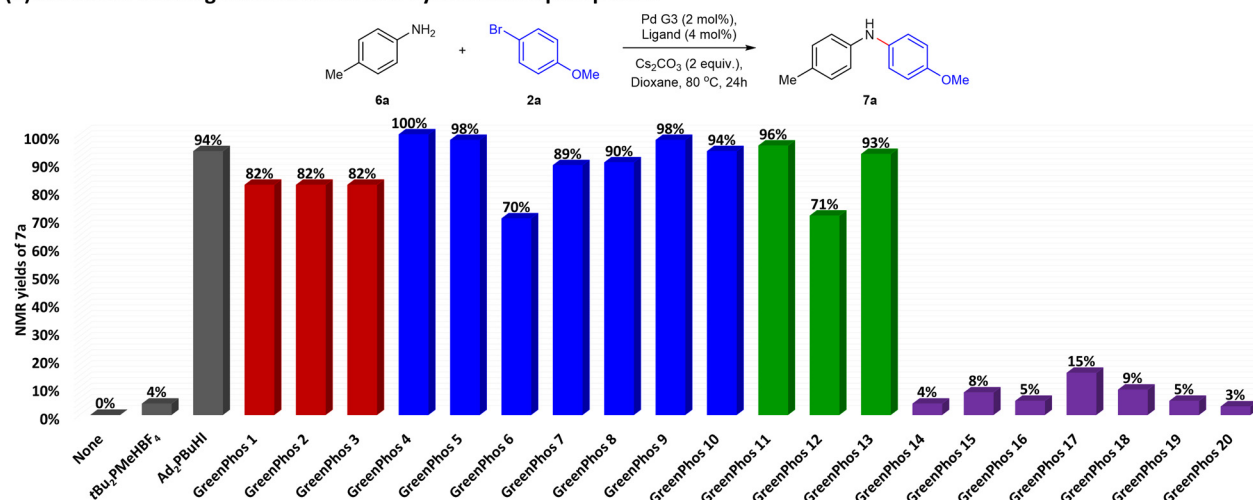 NH2
Me
6a
+
Br
OMe
2a
Pd G3 (2 mol%),
Ligand (4 mol%)
Cs2CO3 (2 equiv.),
Dioxane, 80 °C, 24h
H
N
Me
OMe
7a
NMR yields of 7a
100%
90%
80%
70%
60%
50%
40%
30%
20%
10%
0%
0%
4%
94%
82%
82%
82%
100%
98%
70%
89%
90%
98%
94%
96%
71%
93%
4%
8%
5%
15%
9%
5%
3%
None
tBu2PMeHBF4
Ad2PBuHI
GreenPhos 1
GreenPhos 2
GreenPhos 3
GreenPhos 4
GreenPhos 5
GreenPhos 6
GreenPhos 7
GreenPhos 8
GreenPhos 9
GreenPhos 10
GreenPhos 11
GreenPhos 12
GreenPhos 13
GreenPhos 14
GreenPhos 15
GreenPhos 16
GreenPhos 17
GreenPhos 18
GreenPhos 19
GreenPhos 20